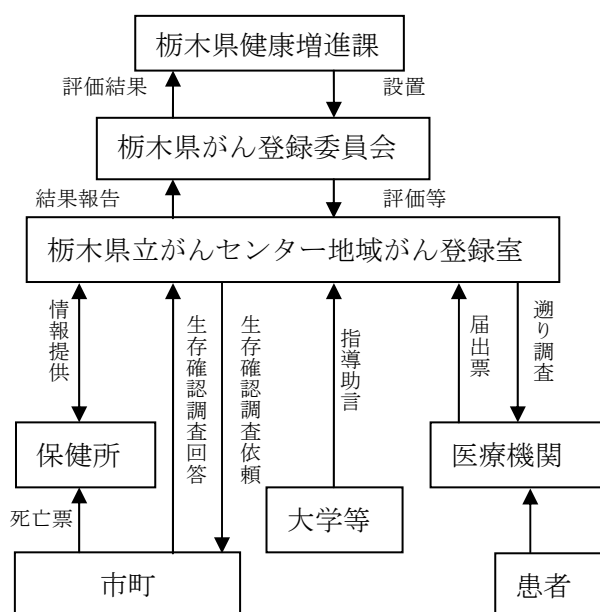 栃木県健康増進課
評価結果
設置
栃木県がん登録委員会
結果報告
評価等
栃木県立がんセンター地域がん登録室
情報提供
生存確認調査回答
生存確認調査依頼
指導助言
届出票
遡り調査
保健所
医療機関
死亡票
大学等
市町
患者